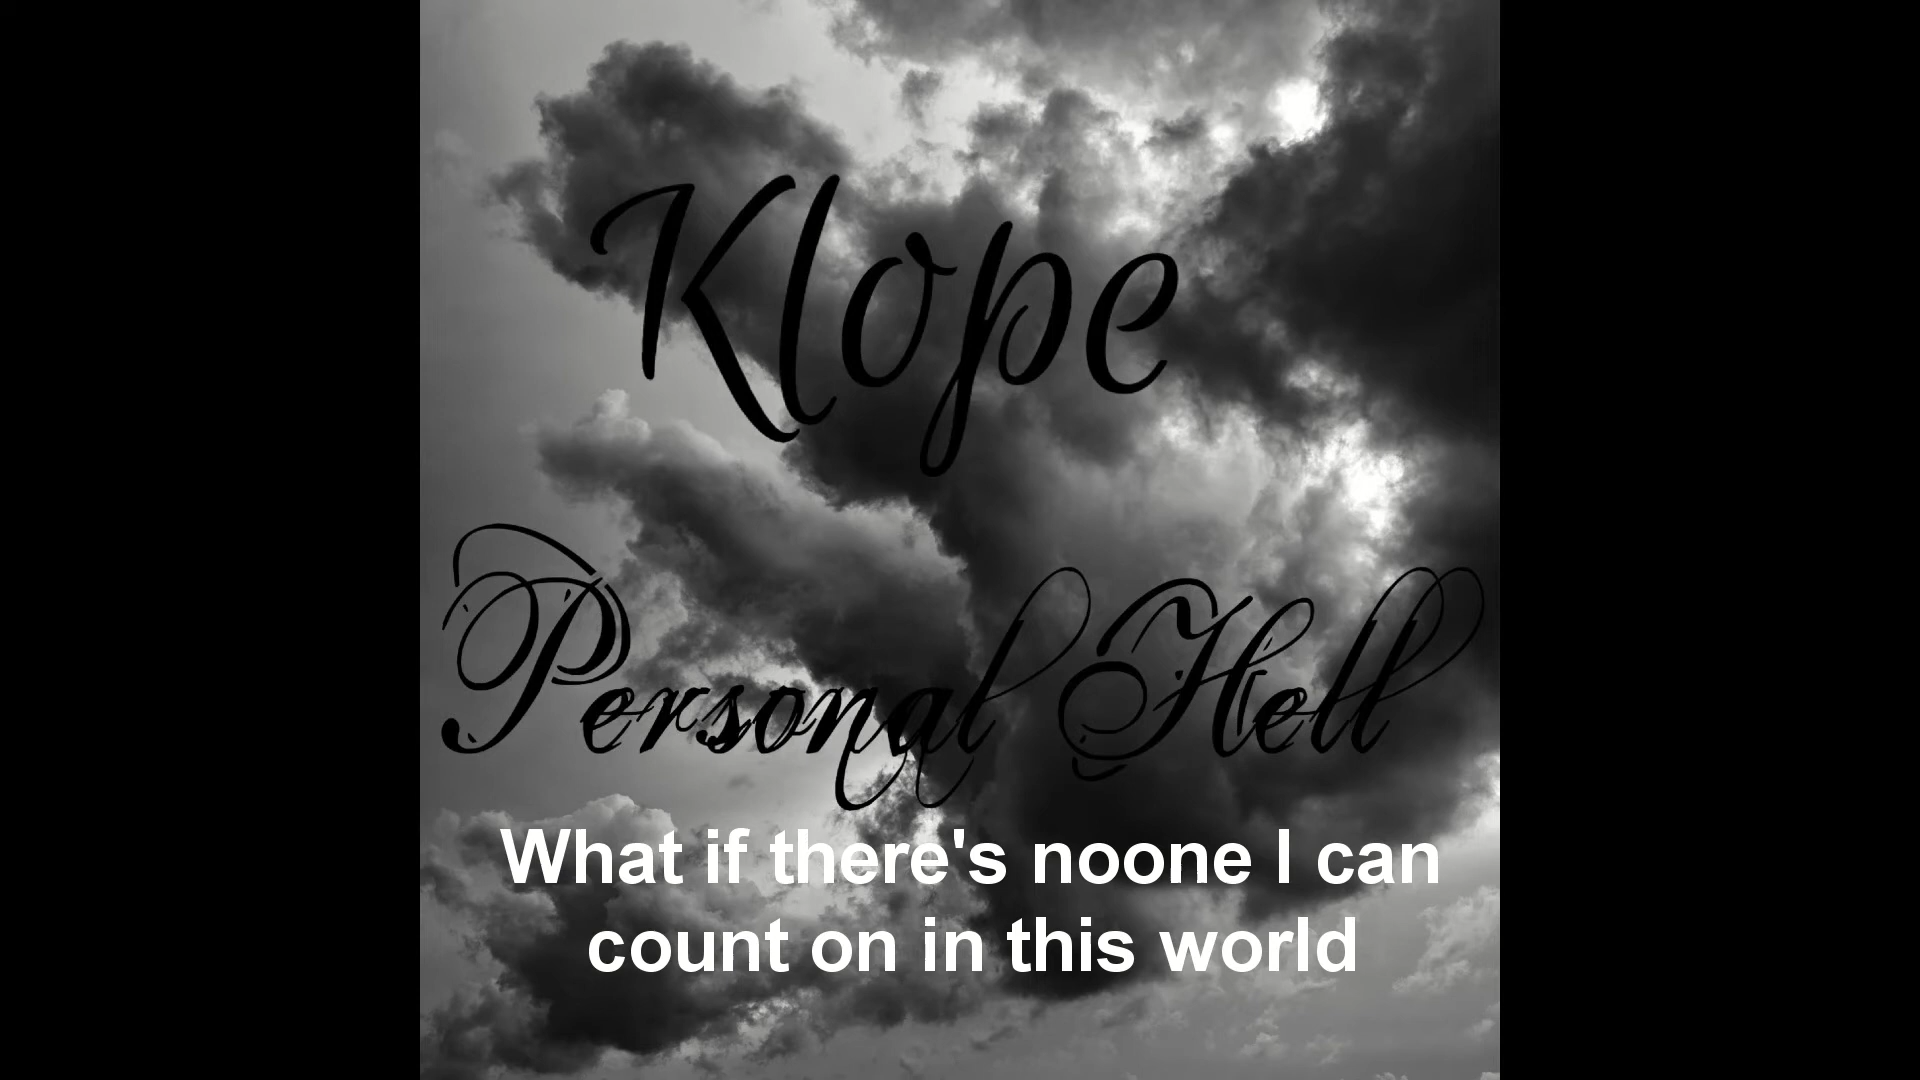 Klope
Personal Hell
What if there's noone I can
count on in this world